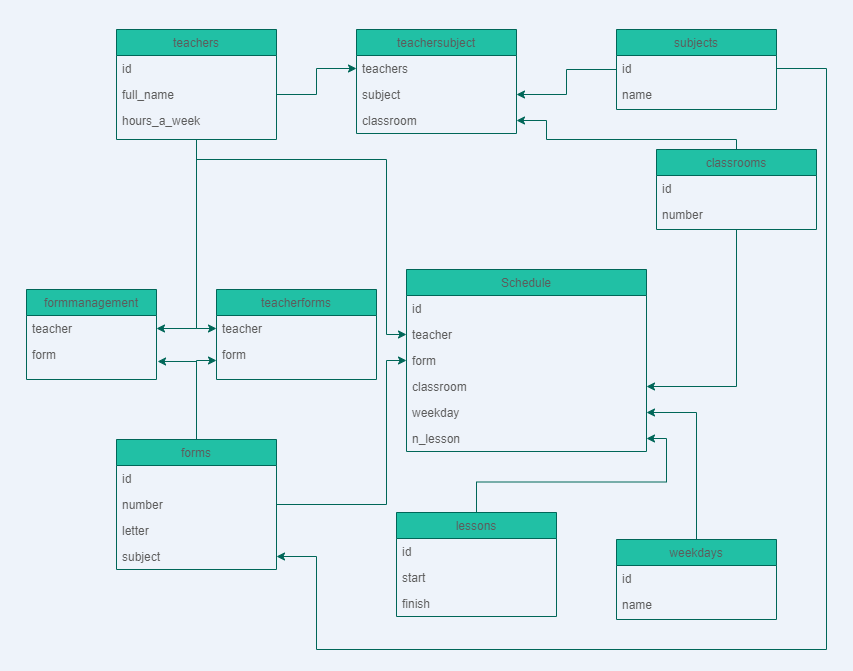 teachers
id
full_name
hours_a_week
teachersubject
teachers
subject
classroom
subjects
id
name
classrooms
id
number
formmanagement
teacher
form
teacherforms
teacher
form
Schedule
id
teacher
form
classroom
weekday
n_lesson
forms
id
number
letter
subject
lessons
id
start
finish
weekdays
id
name